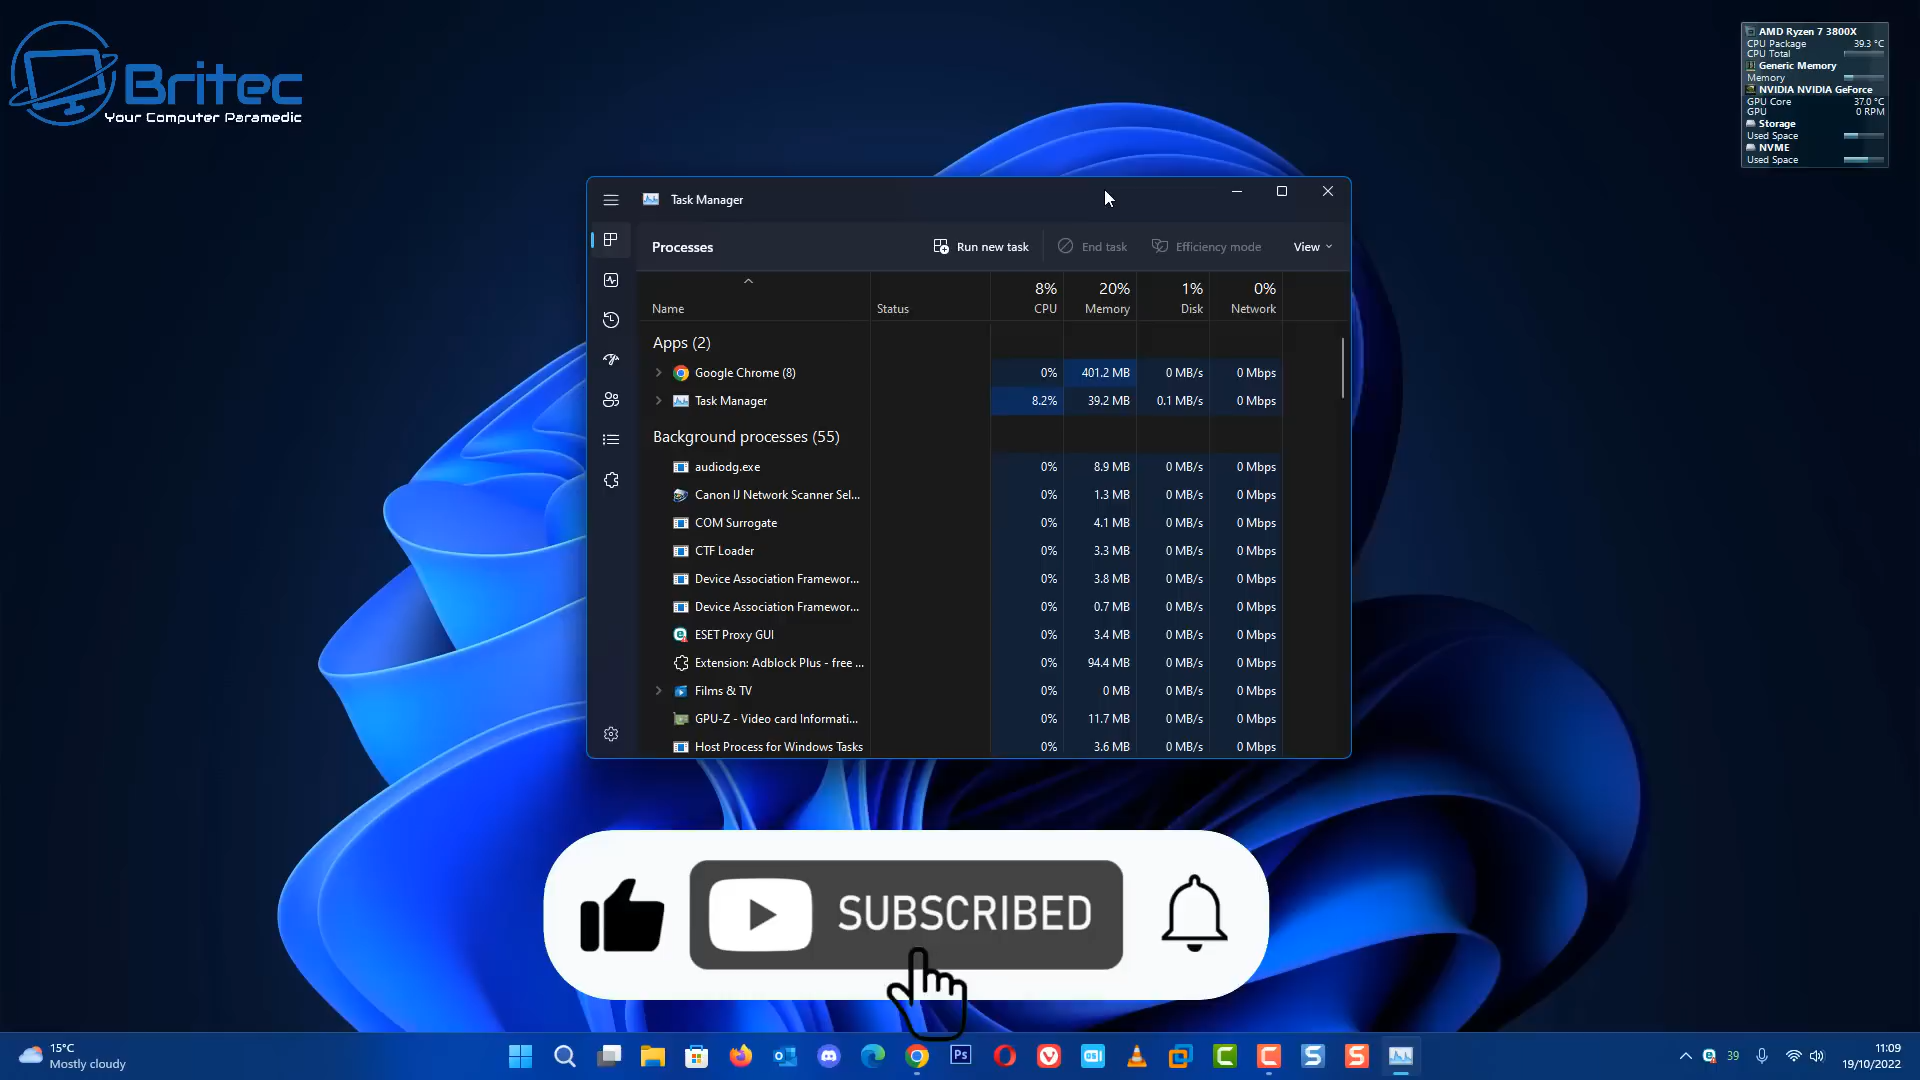 Britec
Your Computer Paramedic
AMD Ryzen 7 3800X
CPU Package 39.3 °C
CPU Total
Generic Memory
Memory
NVIDIA NVIDIA GeForce
GPU Core 37.0 °C
GPU 0 RPM
Storage
Used Space
NVME
Used Space
Task Manager
Processes Run new task End task Efficiency mode View
8% 20% 1% 0%
Name Status CPU Memory Disk Network
Apps (2)
Google Chrome (8) 0% 401.2 MB 0 MB/s 0 Mbps
Task Manager 8.2% 39.2 MB 0.1 MB/s 0 Mbps
Background processes (55)
audiodg.exe 0% 8.9 MB 0 MB/s 0 Mbps
Canon IJ Network Scanner Sel... 0% 1.3 MB 0 MB/s 0 Mbps
COM Surrogate 0% 4.1 MB 0 MB/s 0 Mbps
CTF Loader 0% 3.3 MB 0 MB/s 0 Mbps
Device Association Framewor... 0% 3.8 MB 0 MB/s 0 Mbps
Device Association Framewor... 0% 0.7 MB 0 MB/s 0 Mbps
ESET Proxy GUI 0% 3.4 MB 0 MB/s 0 Mbps
Extension: Adblock Plus - free ... 0% 94.4 MB 0 MB/s 0 Mbps
Films & TV 0% 0 MB 0 MB/s 0 Mbps
GPU-Z - Video card Informati... 0% 11.7 MB 0 MB/s 0 Mbps
Host Process for Windows Tasks 0% 3.6 MB 0 MB/s 0 Mbps
SUBSCRIBED
15°C
Mostly cloudy
Ps
OSI
39
11:09
19/10/2022